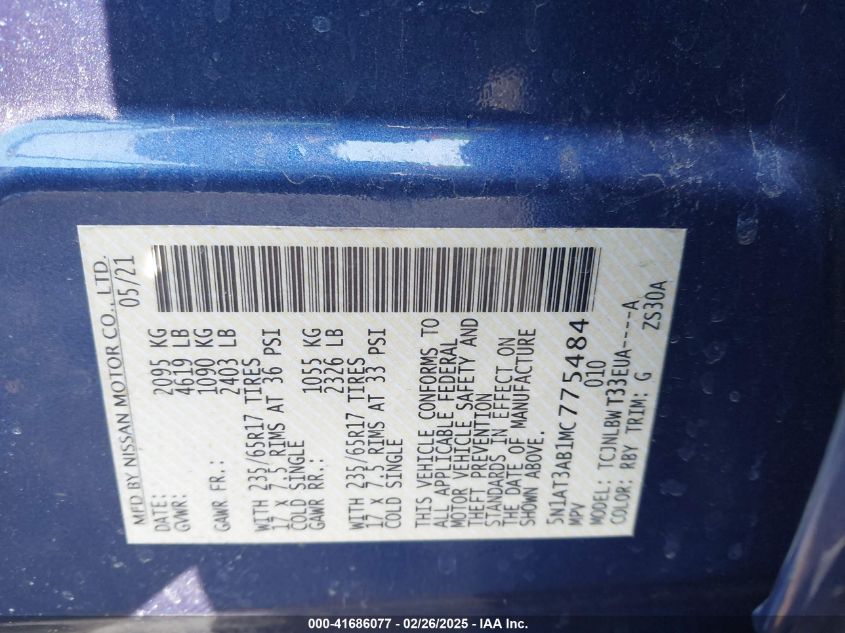 MFD BY NISSAN MOTOR CO., LTD.
DATE: 05/21
GVWR: 2095 KG
4619 LB
GAWR FR.: 1090 KG
2403 LB
WITH 235/65R17 TIRES
17 X 7.5 RIMS AT 36 PSI
COLD SINGLE
GAWR RR.: 1055 KG
2326 LB
WITH 235/65R17 TIRES
17 X 7.5 RIMS AT 33 PSI
COLD SINGLE
THIS VEHICLE CONFORMS TO
ALL APPLICABLE FEDERAL
MOTOR VEHICLE SAFETY AND
THEFT PREVENTION
STANDARDS IN EFFECT ON
THE DATE OF MANUFACTURE
SHOWN ABOVE.
5N1AT3AB1MC775484
MPV 010
MODEL: TCJNLBW T33EUA----A
COLOR: RBY TRIM: G ZS30A
000-41686077 - 02/26/2025 - IAA Inc.